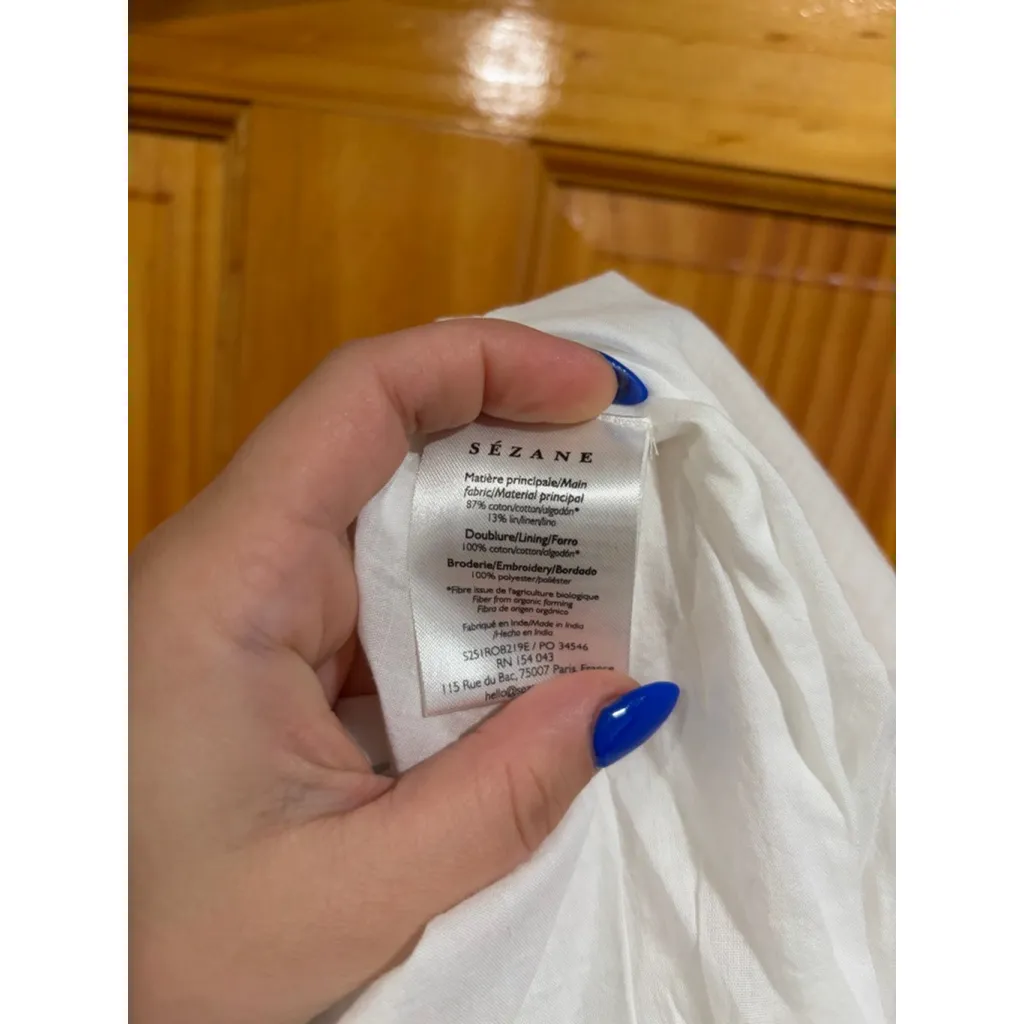 SÉZANE
Matière principale/Main
fabric/Material principal
87% coton/cotton/algodón*
13% lin/linen/lino
Doublure/Lining/Forro
100% coton/cotton/algodón*
Broderie/Embroidery/Bordado
100% polyester/poliéster
*Fibre issue de l'agriculture biologique
Fiber from organic farming
Fibra de origen orgánico
Fabriqué en Inde/Made in India
/Hecho en India
S251ROB219E / PO 34546
RN 154 043
115 Rue du Bac, 75007 Paris, France